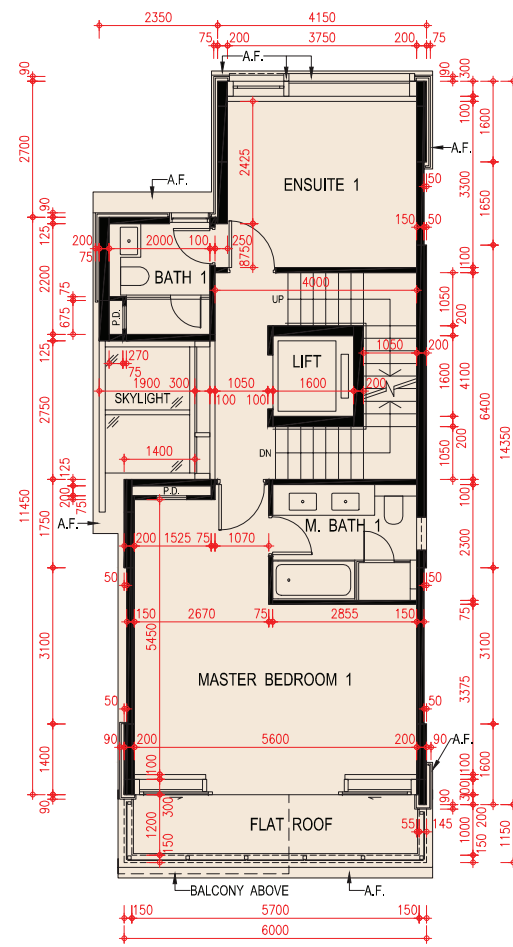 2350 4150
75 200 3750 200 75
A.F.
90 90 300
100 1600
2700 2425 A.F.
ENSUITE 1 50 3300
1650
A.F.
90 150 50
125 200 2000 100 250
75 8750 1100
BATH 1
2200 75 4000
UP 1050
675 P.D. 200
125 1050 200
270 LIFT
75 1600 4100 6400
1900 300 1050 1600 200
SKYLIGHT 100 100 14350
2750
1400 DN 200
1050
125 P.D. 100
200
75 M. BATH 1
11450 A.F. 1750 200 1525 75 1070 2300
50 50
150 2670 75 2855 150 75
5450
3100 3100
MASTER BEDROOM 1 3375
50 50
90 200 5600 200 90
A.F.
1400 100 100 1600
90 300 90 300
1200 FLAT ROOF 55 145 1000 200 1150
150 150
BALCONY ABOVE A.F.
150 5700 150
6000